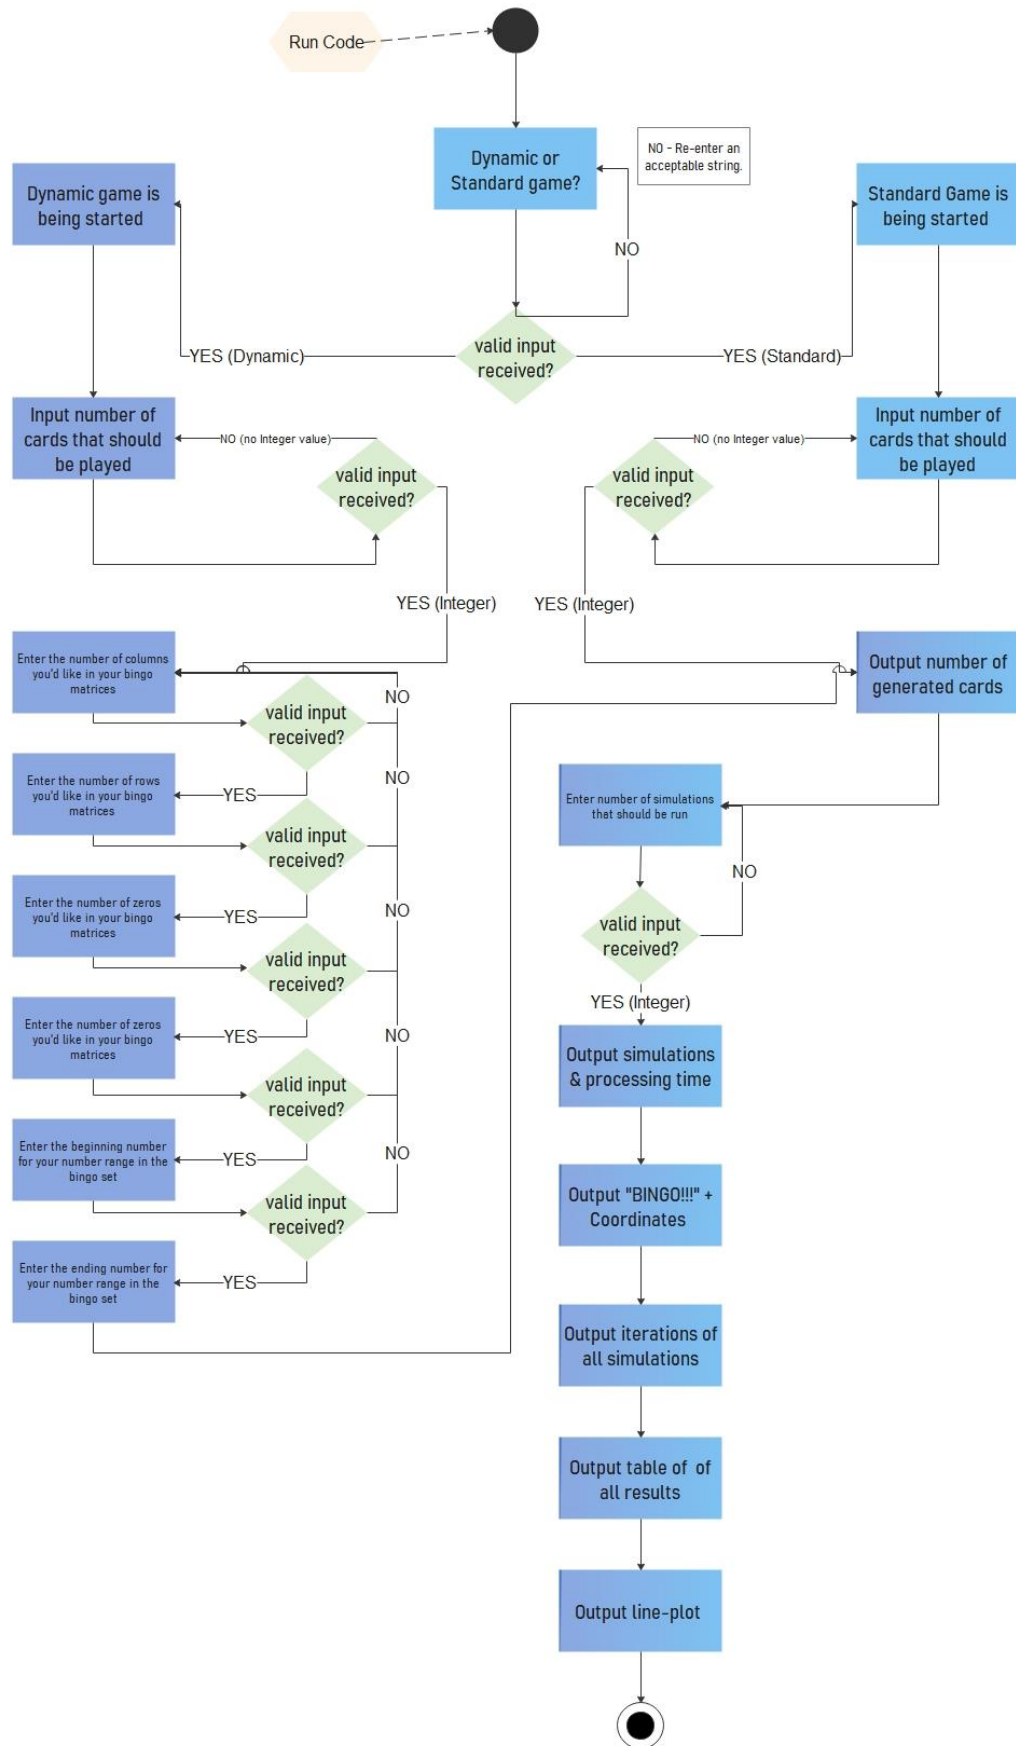 Run Code
Dynamic or
Standard game?
NO - Re-enter an
acceptable string.
Dynamic game is
being started
Standard Game is
being started
NO
valid input
received?
YES (Dynamic)
YES (Standard)
Input number of
cards that should
be played
NO (no Integer value)
valid input
received?
NO (no Integer value)
valid input
received?
Input number of
cards that should
be played
YES (Integer)
YES (Integer)
Enter the number of columns
you'd like in your bingo
matrices
NO
valid input
received?
YES
Enter the number of rows
you'd like in your bingo
matrices
NO
valid input
received?
YES
Enter the number of zeros
you'd like in your bingo
matrices
NO
valid input
received?
YES
Enter the number of zeros
you'd like in your bingo
matrices
NO
valid input
received?
YES
Enter the beginning number
for your number range in the
bingo set
NO
valid input
received?
YES
Enter the ending number for
your number range in the
bingo set
Output number of
generated cards
Enter number of simulations
that should be run
NO
valid input
received?
YES (Integer)
Output simulations
& processing time
Output "BINGO!!!" +
Coordinates
Output iterations of
all simulations
Output table of of
all results
Output line-plot